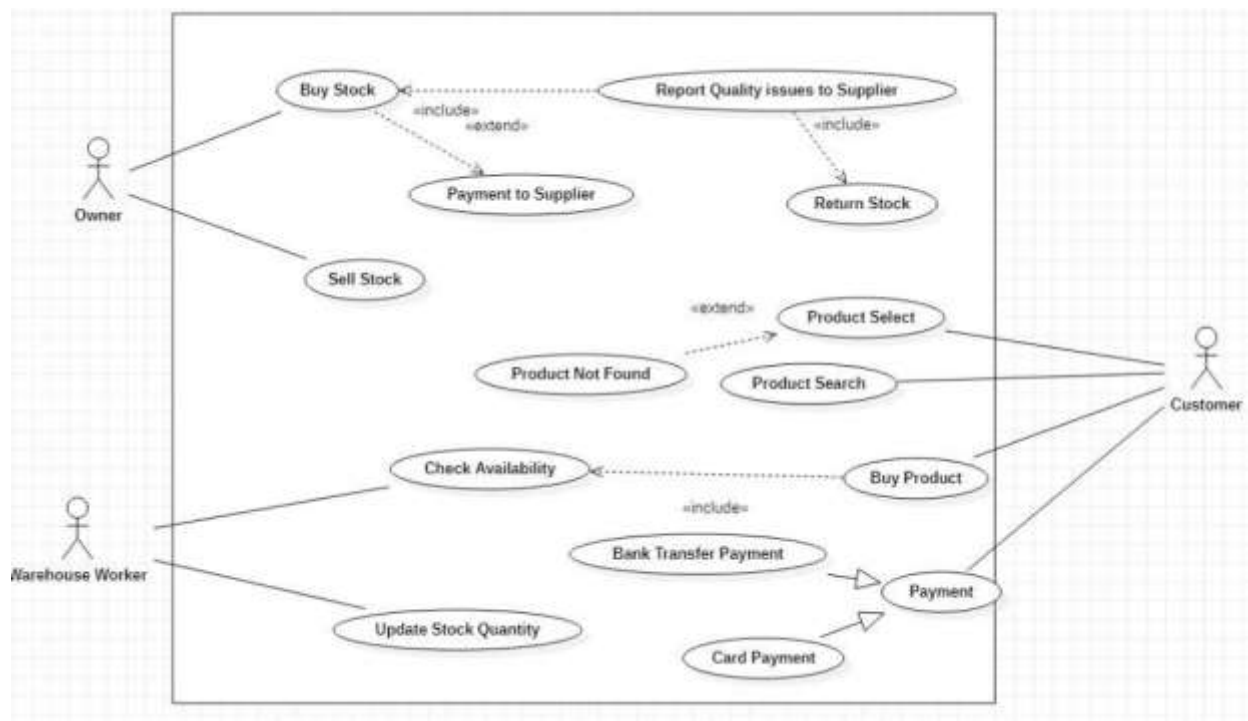 Buy Stock
Report Quality issues to Supplier
«include»
«extend»
«include»
Payment to Supplier
Return Stock
Owner
Sell Stock
«extend»
Product Select
Product Not Found
Product Search
Customer
Check Availability
Buy Product
«include»
Bank Transfer Payment
Warehouse Worker
Payment
Update Stock Quantity
Card Payment